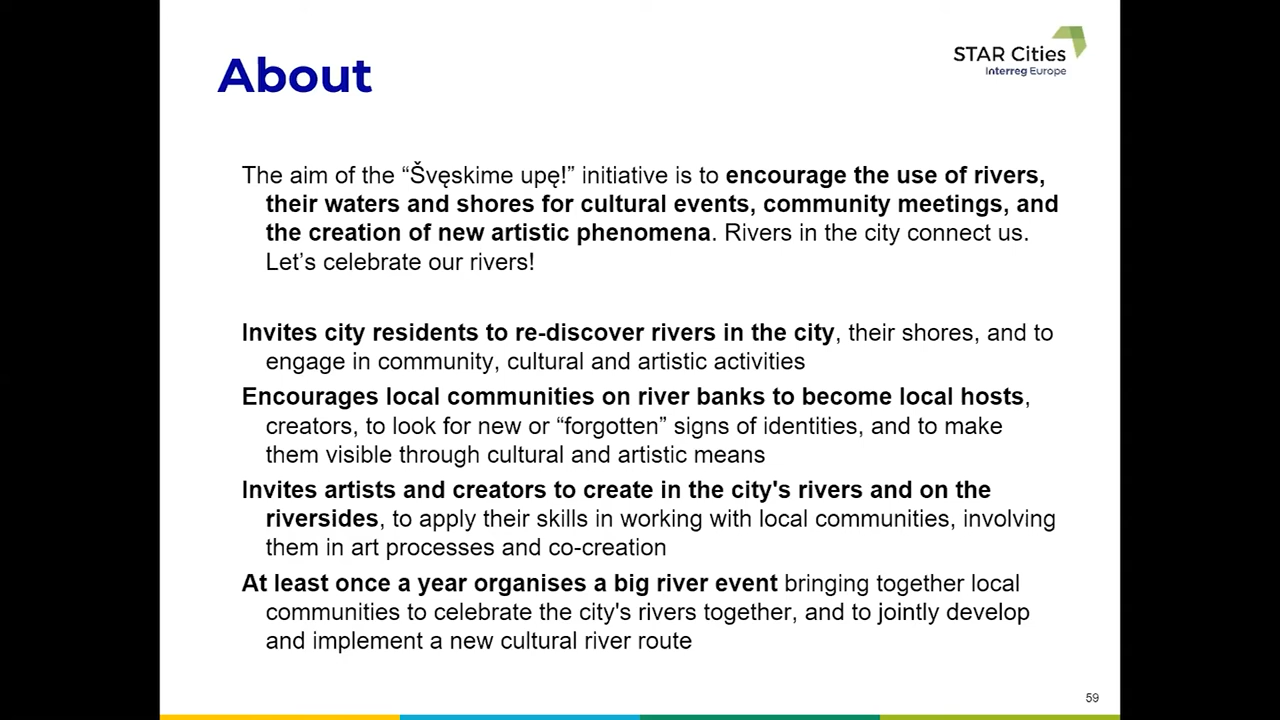 About
STAR Cities
Interreg Europe
The aim of the “Švęskime upę!” initiative is to encourage the use of rivers,
their waters and shores for cultural events, community meetings, and
the creation of new artistic phenomena. Rivers in the city connect us.
Let’s celebrate our rivers!
Invites city residents to re-discover rivers in the city, their shores, and to
engage in community, cultural and artistic activities
Encourages local communities on river banks to become local hosts,
creators, to look for new or “forgotten” signs of identities, and to make
them visible through cultural and artistic means
Invites artists and creators to create in the city's rivers and on the
riversides, to apply their skills in working with local communities, involving
them in art processes and co-creation
At least once a year organises a big river event bringing together local
communities to celebrate the city's rivers together, and to jointly develop
and implement a new cultural river route
59